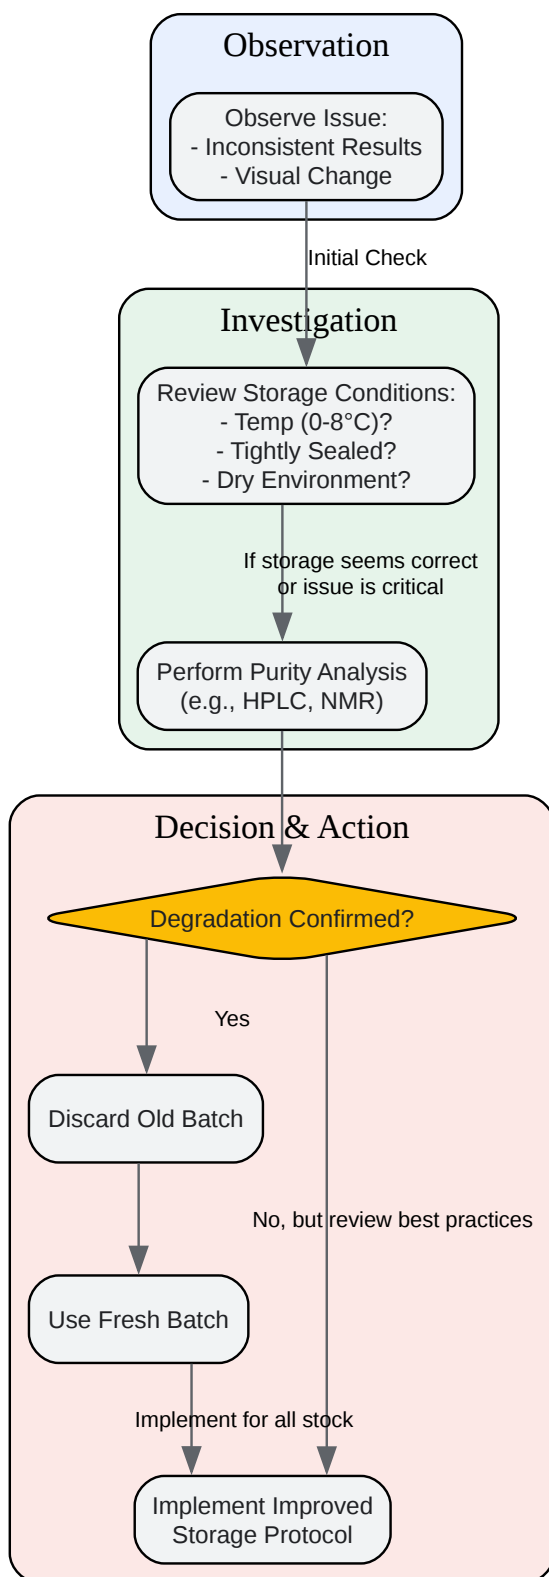 Observation
Observe Issue:
- Inconsistent Results
- Visual Change
Initial Check
Investigation
Review Storage Conditions:
- Temp (0-8°C)?
- Tightly Sealed?
- Dry Environment?
If storage seems correct
or issue is critical
Perform Purity Analysis
(e.g., HPLC, NMR)
Decision & Action
Degradation Confirmed?
Yes
Discard Old Batch
No, but review best practices
Use Fresh Batch
Implement for all stock
Implement Improved
Storage Protocol